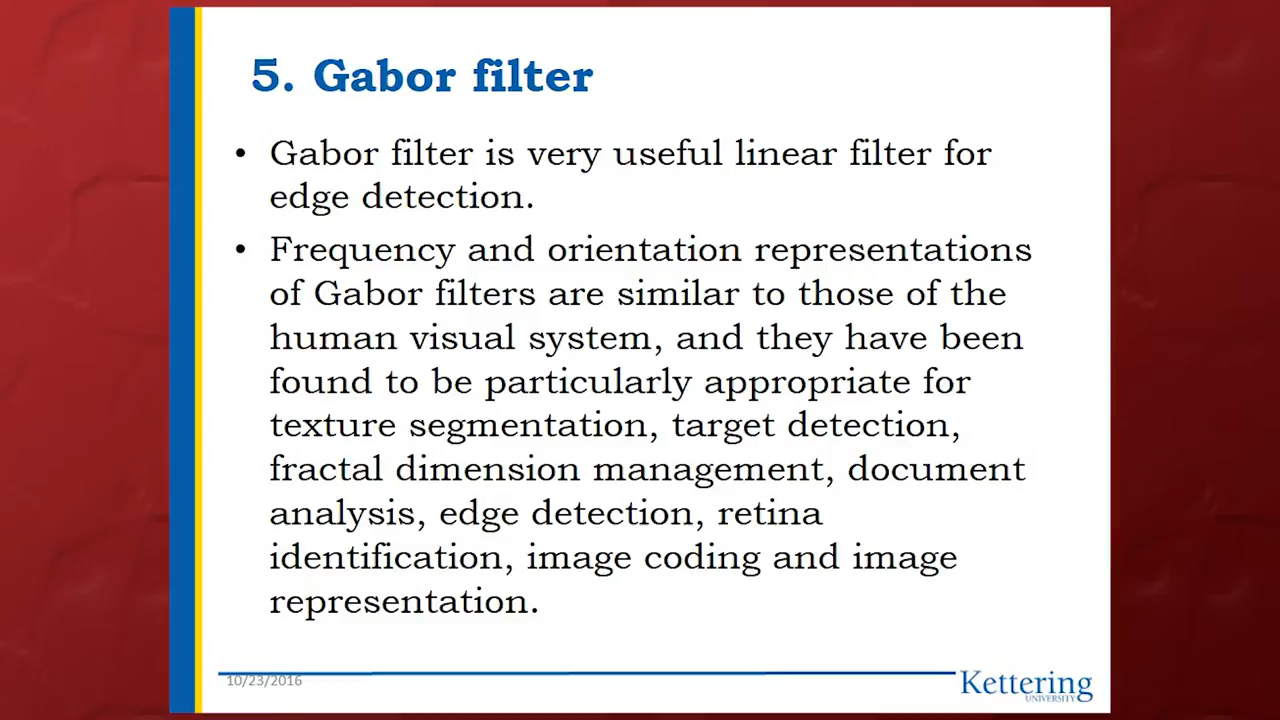 5. Gabor filter
• Gabor filter is very useful linear filter for
edge detection.
• Frequency and orientation representations
of Gabor filters are similar to those of the
human visual system, and they have been
found to be particularly appropriate for
texture segmentation, target detection,
fractal dimension management, document
analysis, edge detection, retina
identification, image coding and image
representation.
10/23/2016
Kettering
UNIVERSITY